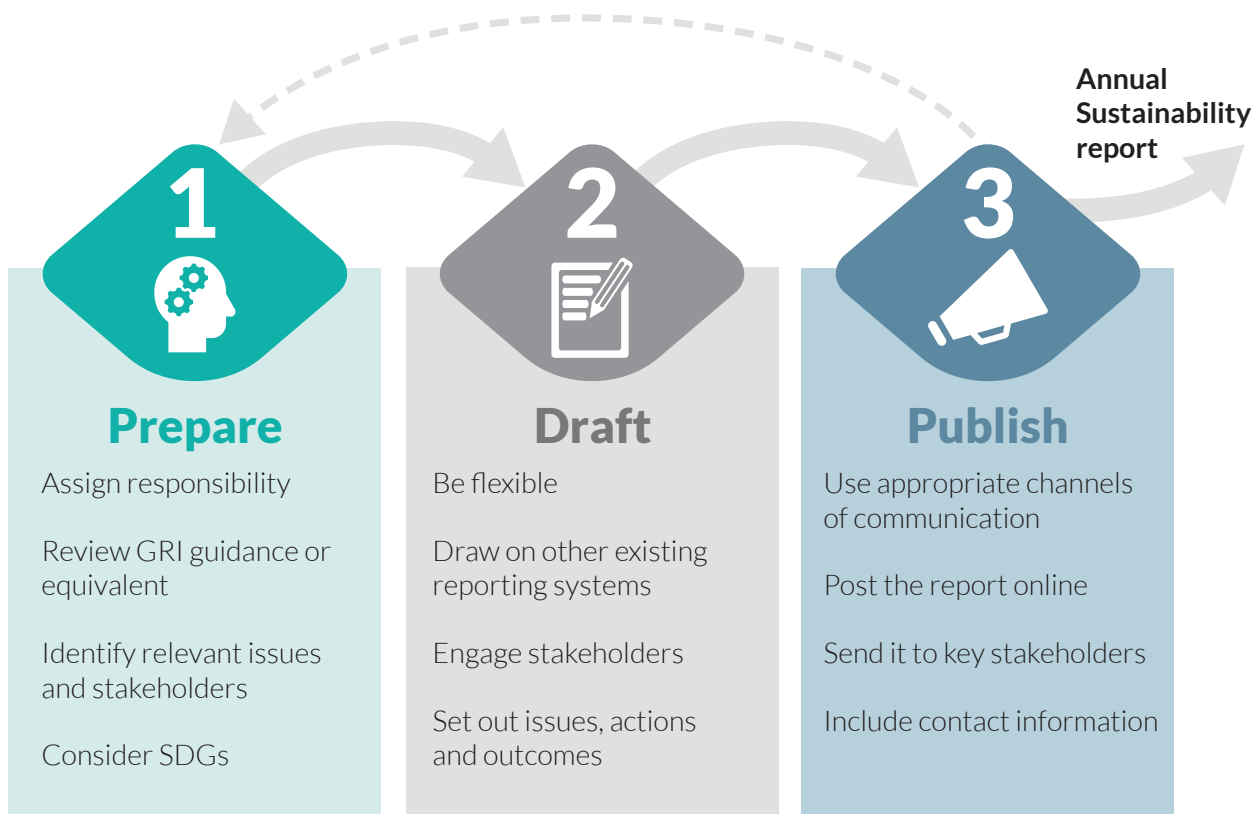 Annual
Sustainability
report
1
Prepare
Assign responsibility
Review GRI guidance or
equivalent
Identify relevant issues
and stakeholders
Consider SDGs
2
Draft
Be flexible
Draw on other existing
reporting systems
Engage stakeholders
Set out issues, actions
and outcomes
3
Publish
Use appropriate channels
of communication
Post the report online
Send it to key stakeholders
Include contact information